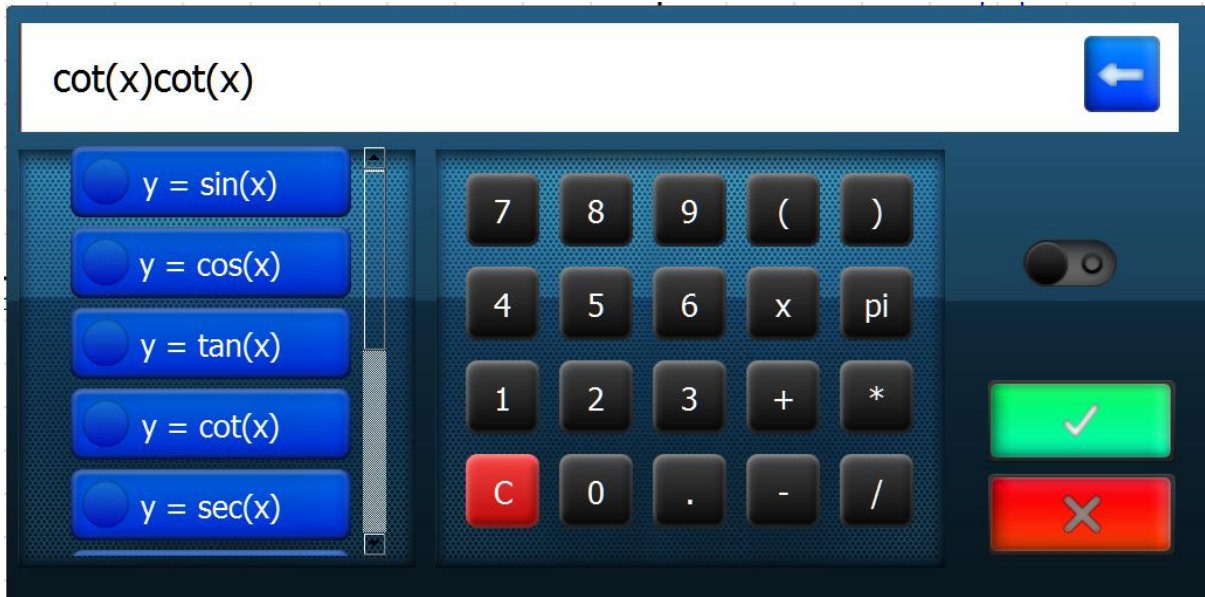 cot(x)cot(x)
y = sin(x)
y = cos(x)
y = tan(x)
y = cot(x)
y = sec(x)
7 8 9 ( )
4 5 6 x pi
1 2 3 + *
C 0 . - /